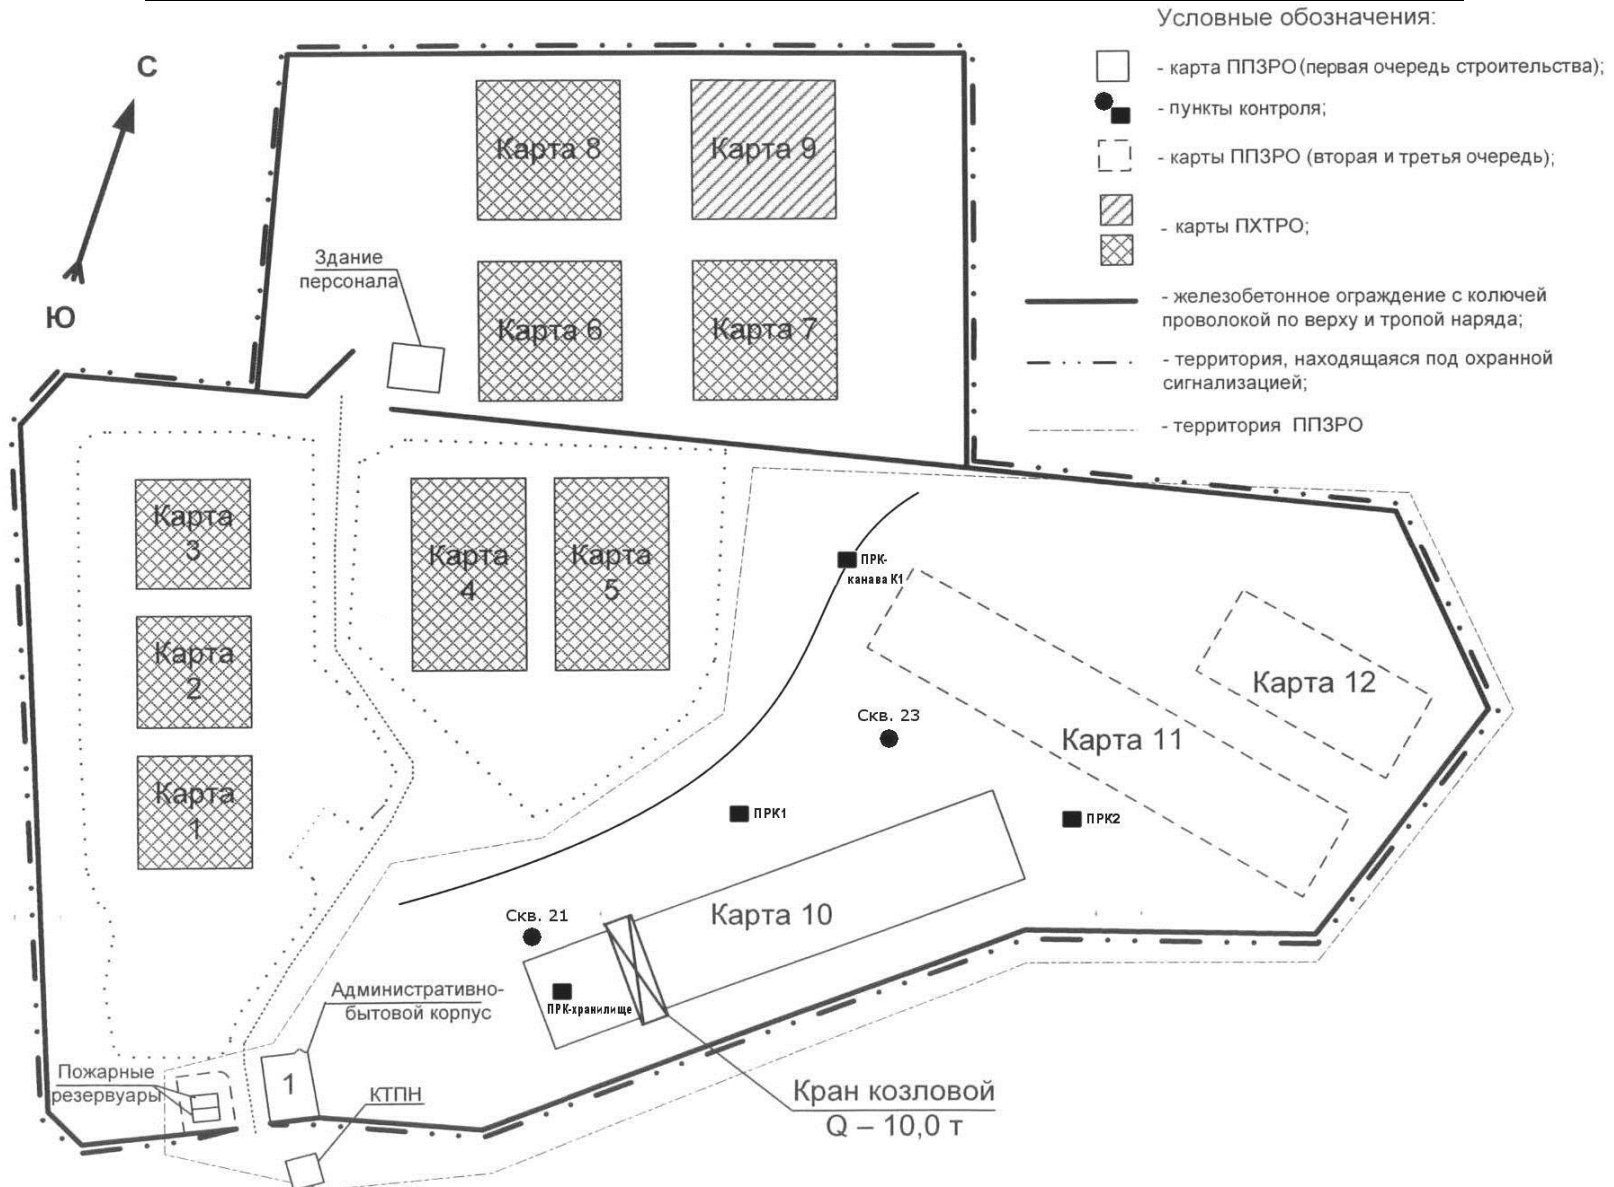 Условные обозначения:
- карта ППЗРО (первая очередь строительства);
- пункты контроля;
- карты ППЗРО (вторая и третья очередь);
- карты ПХТРО;
- железобетонное ограждение с колючей
проволокой по верху и тропой наряда;
- территория, находящаяся под охранной
сигнализацией;
- территория ППЗРО
С
Ю
Карта 8
Карта 9
Здание
персонала
Карта 6
Карта 7
Карта
3
Карта
4
Карта
5
ПРК-
канава К1
Карта
2
Карта 12
Скв. 23
Карта 11
Карта
1
ПРК1
ПРК2
Скв. 21
Карта 10
Административно-
бытовой корпус
ПРК-хранилище
Пожарные
резервуары
1
КТПН
Кран козловой
Q – 10,0 т